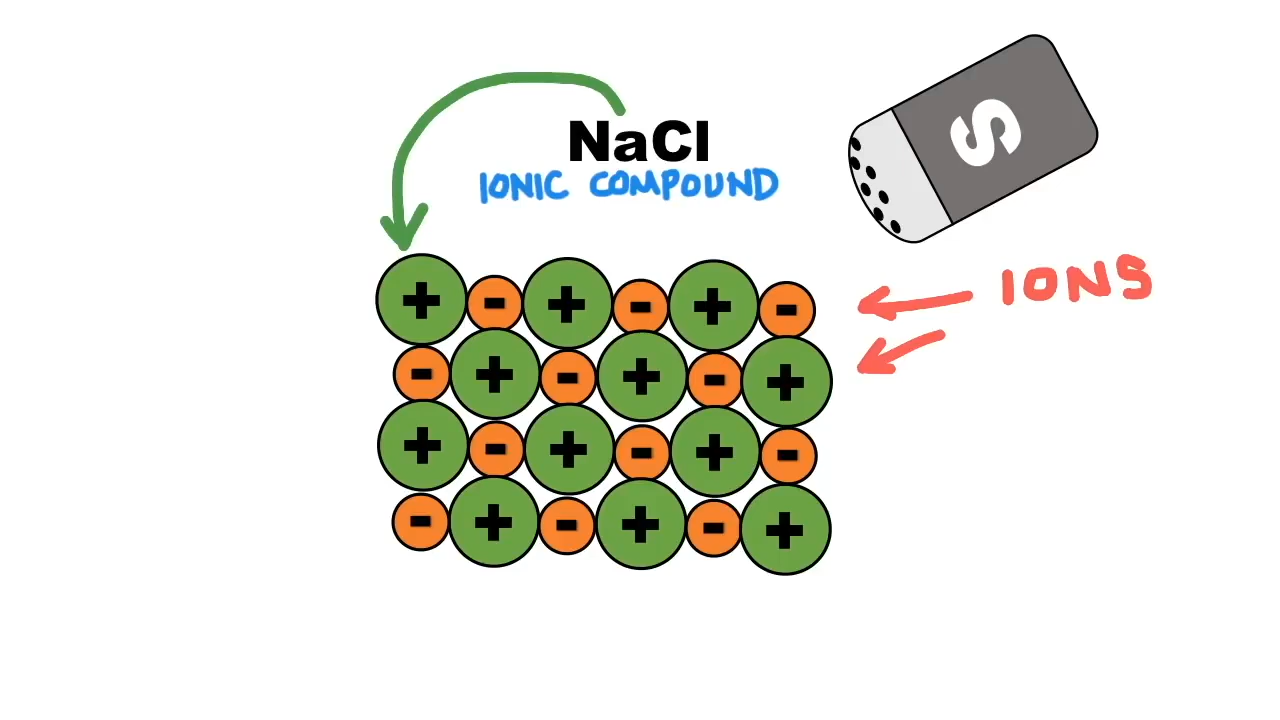 NaCl
IONIC COMPOUND
S
IONS
+ - + - + -
- + - + - +
+ - + - + -
- + - + - +